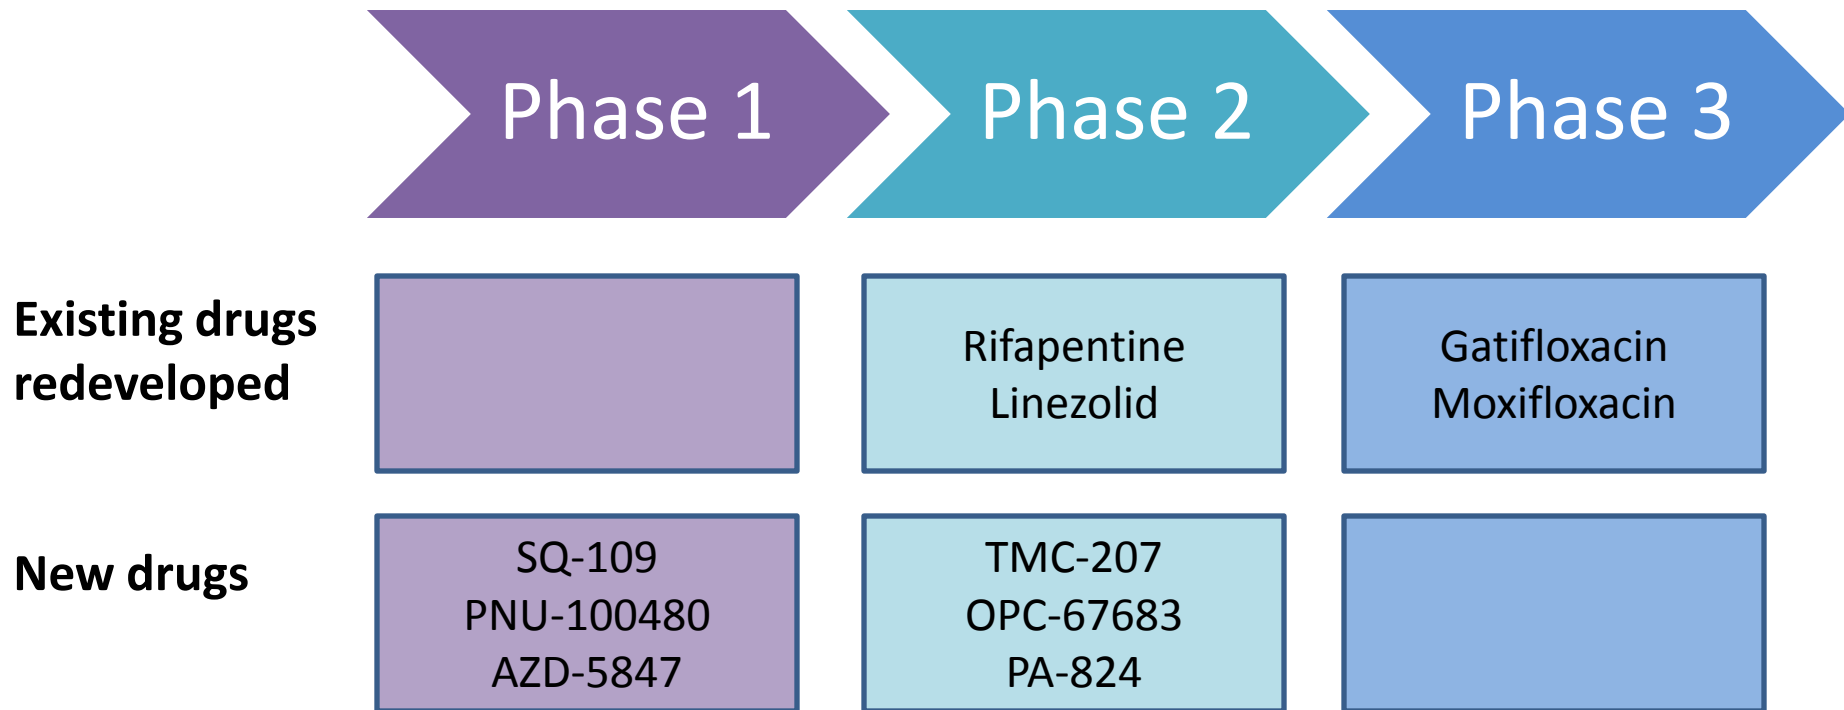 Phase 1
Phase 2
Phase 3
Existing drugs
redeveloped
Rifapentine
Linezolid
Gatifloxacin
Moxifloxacin
New drugs
SQ-109
PNU-100480
AZD-5847
TMC-207
OPC-67683
PA-824